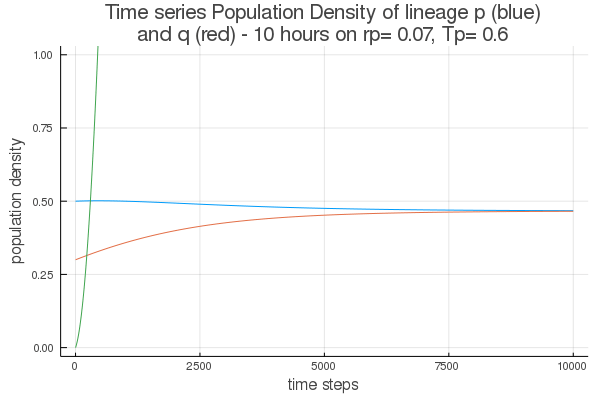 Time series Population Density of lineage p (blue)
and q (red) - 10 hours on rp= 0.07, Tp= 0.6
1.00
0.75
0.50
0.25
0.00
population density
0 2500 5000 7500 10000
time steps